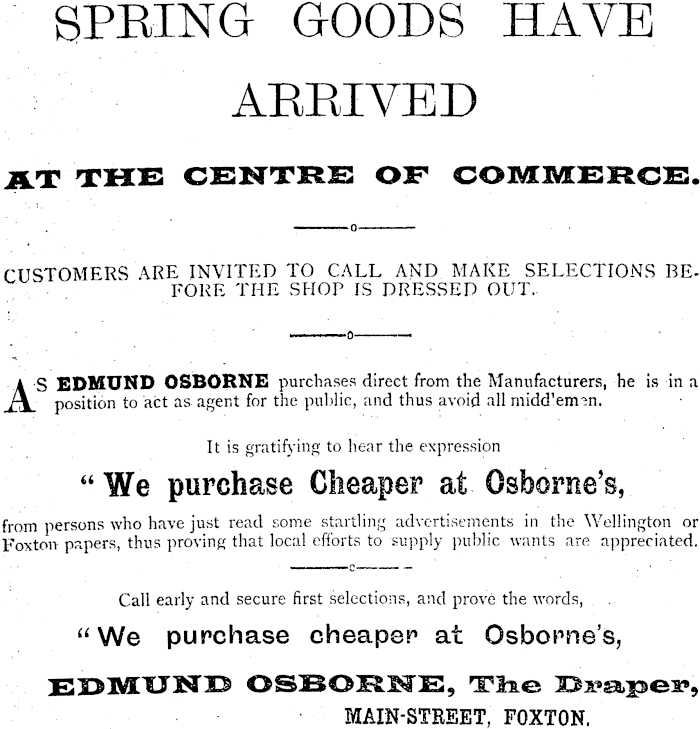 SPRING GOODS HAVE
ARRIVED
AT THE CENTRE OF COMMERCE.
CUSTOMERS ARE INVITED TO CALL AND MAKE SELECTIONS BE-
FORE THE SHOP IS DRESSED OUT.
AS EDMUND OSBORNE purchases direct from the Manufacturers, he is in a
position to act as agent for the public, and thus avoid all midd'emen.
It is gratifying to hear the expression
“We purchase Cheaper at Osborne's,
from persons who have just read some startling advertisements in the Wellington or
Foxton papers, thus proving that local efforts to supply public wants are appreciated.
Call early and secure first selections, and prove the words,
“We purchase cheaper at Osborne's,
EDMUND OSBORNE, The Draper,
MAIN-STREET, FOXTON.